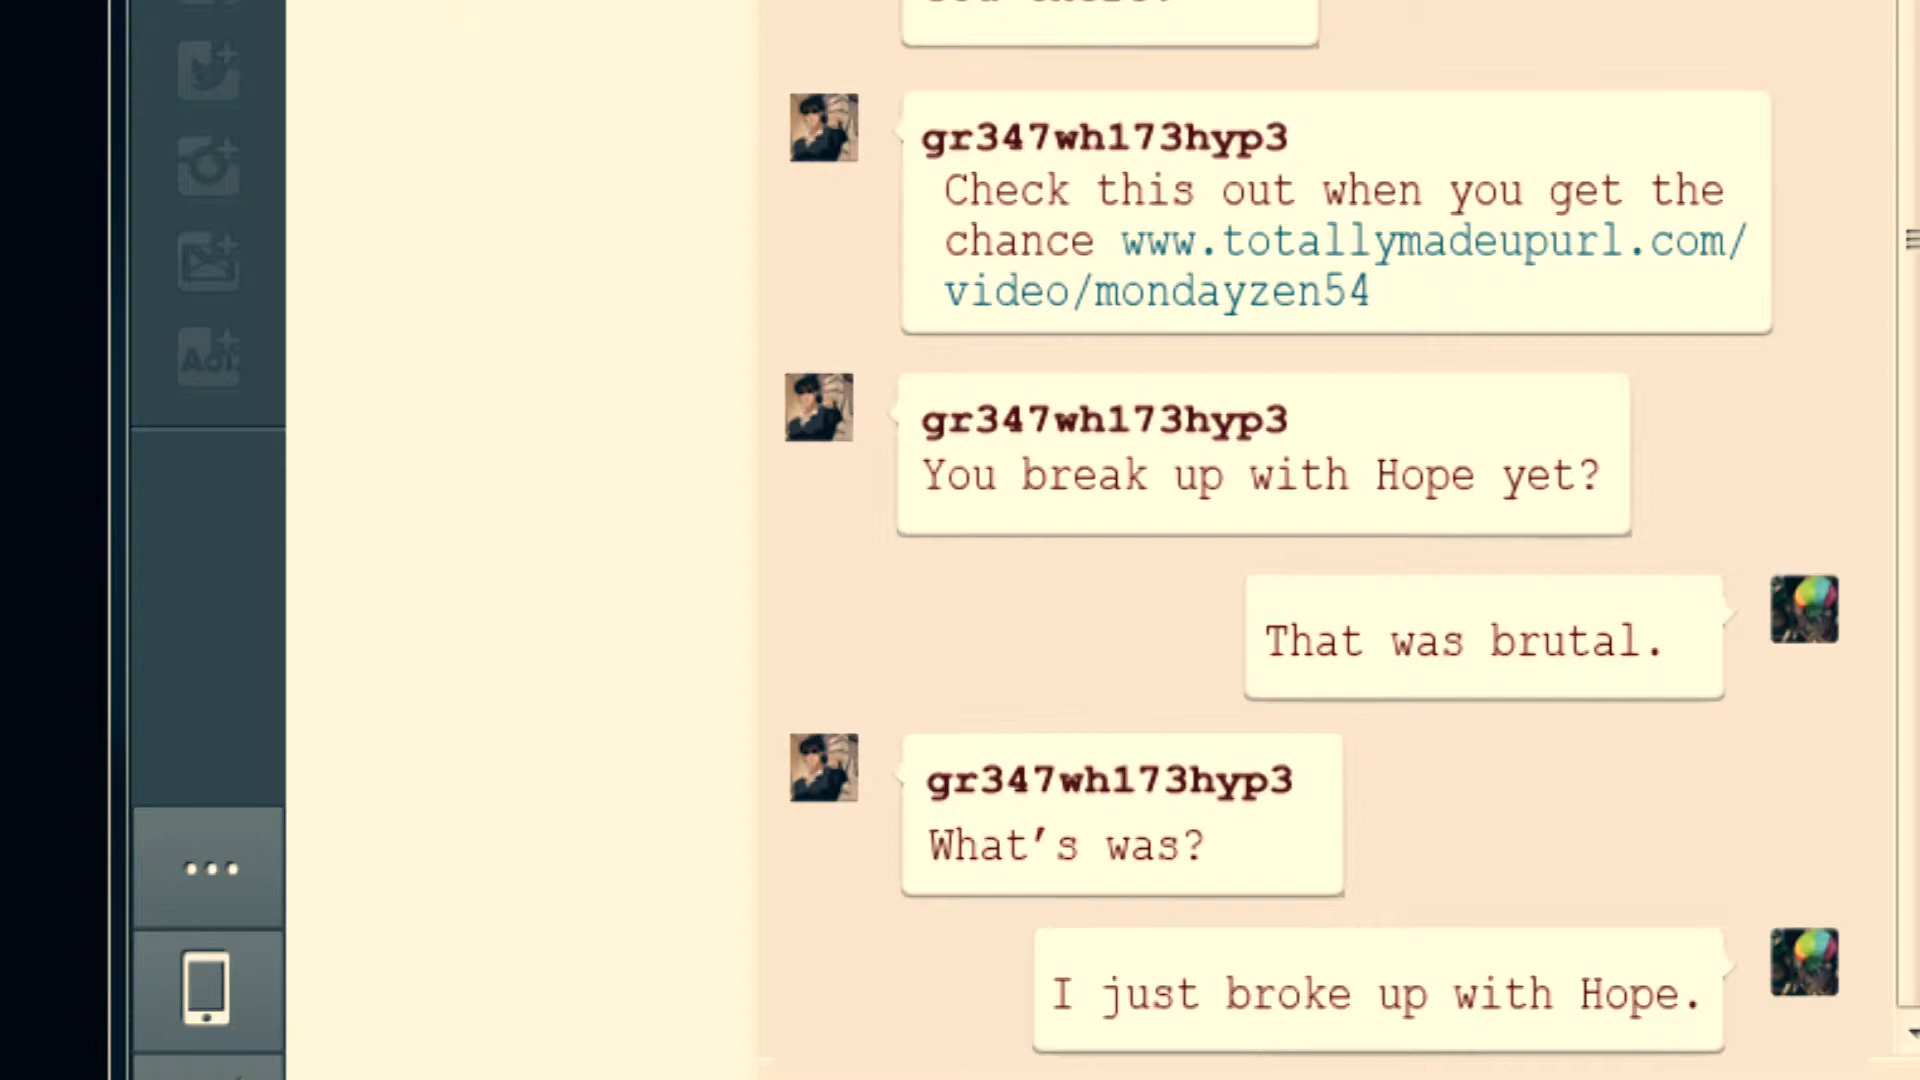 gr347wh173hyp3
Check this out when you get the
chance www.totallymadeupurl.com/
video/mondayzen54
gr347wh173hyp3
You break up with Hope yet?
That was brutal.
gr347wh173hyp3
What’s was?
I just broke up with Hope.